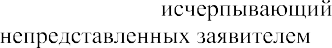 исчерпывающий
непредставленных заявителем